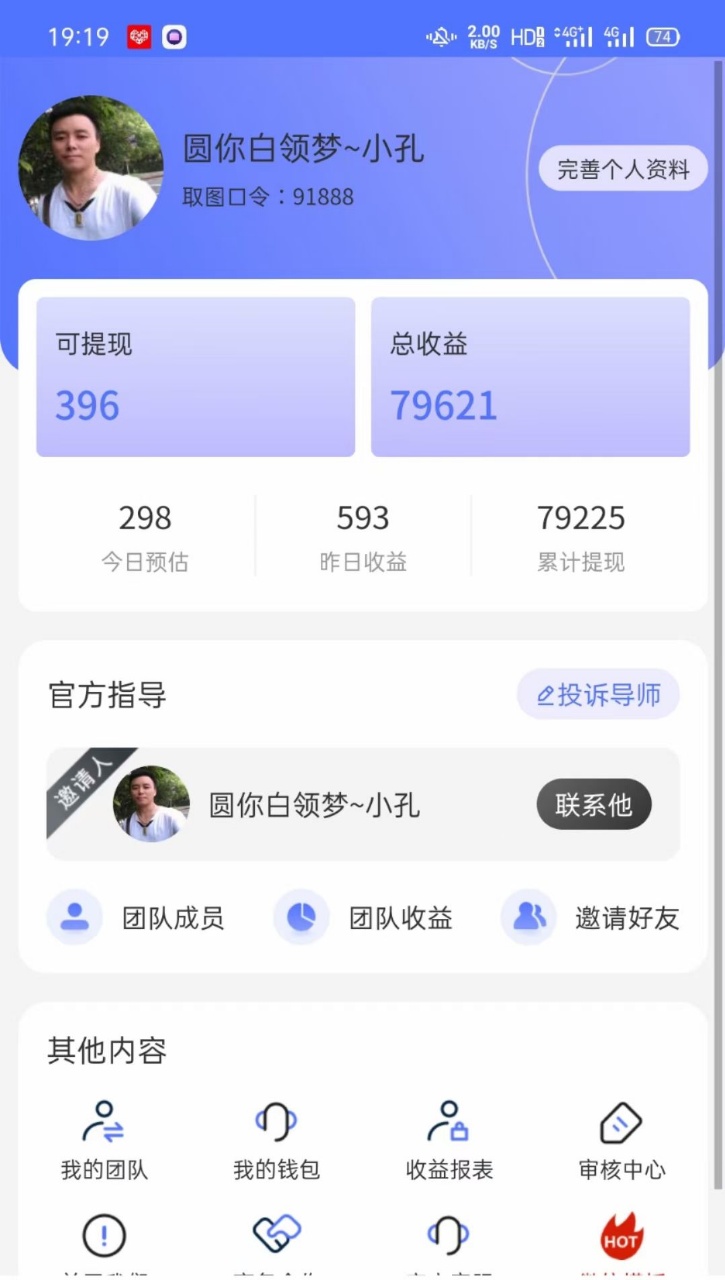 19:19
2.00
KB/S
HD
4G+
4G
74
圆你白领梦~小孔
取图口令：91888
完善个人资料
可提现
396
总收益
79621
298
593
79225
今日预估
昨日收益
累计提现
官方指导
投诉导师
邀请人
圆你白领梦~小孔
联系他
团队成员
团队收益
邀请好友
其他内容
我的团队
我的钱包
收益报表
审核中心
HOT